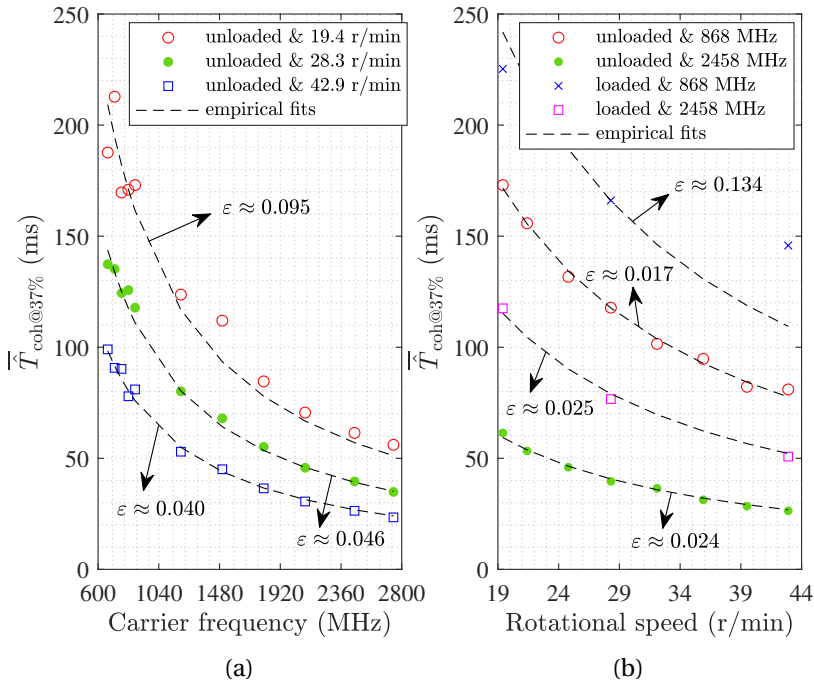 250
200
150
100
50
0
T̂ coh@37% (ms)
unloaded & 19.4 r/min
unloaded & 28.3 r/min
unloaded & 42.9 r/min
empirical fits
ε ≈ 0.095
ε ≈ 0.040
ε ≈ 0.046
600 1040 1480 1920 2360 2800
Carrier frequency (MHz)
(a)
250
200
150
100
50
0
T̂ coh@37% (ms)
unloaded & 868 MHz
unloaded & 2458 MHz
loaded & 868 MHz
loaded & 2458 MHz
empirical fits
ε ≈ 0.134
ε ≈ 0.017
ε ≈ 0.025
ε ≈ 0.024
19 24 29 34 39 44
Rotational speed (r/min)
(b)